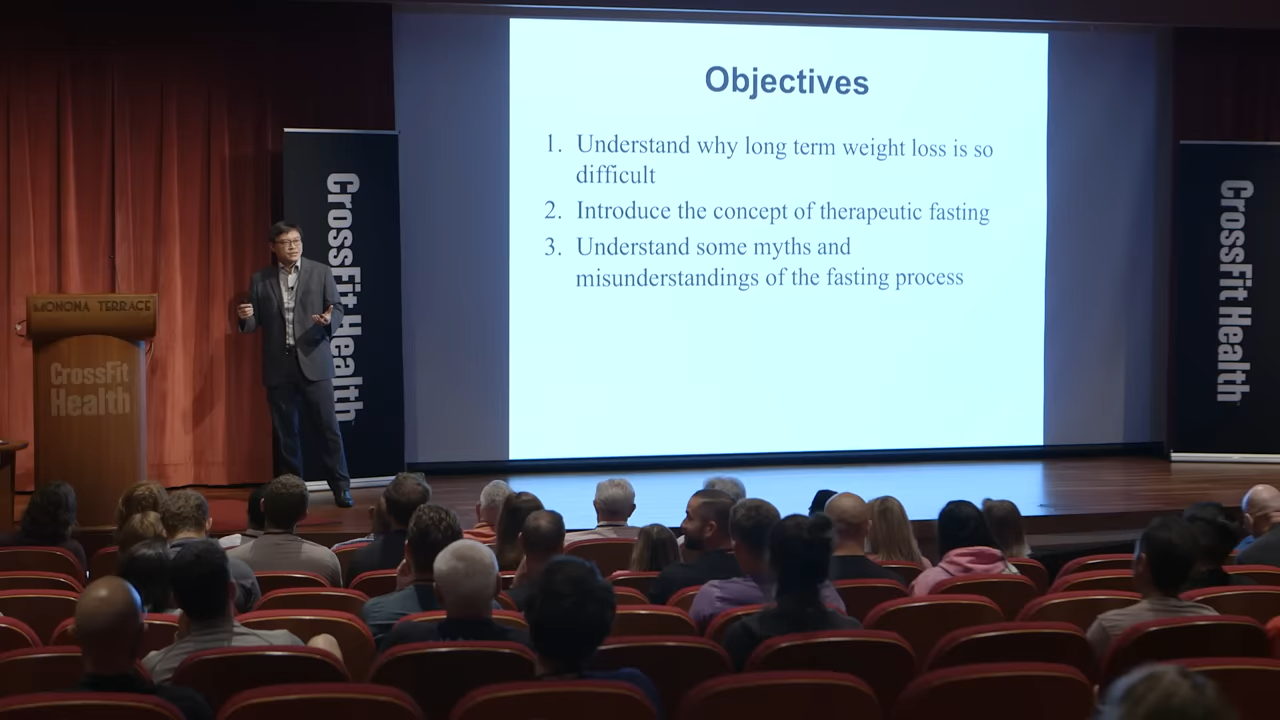 Objectives
1. Understand why long term weight loss is so
difficult
2. Introduce the concept of therapeutic fasting
3. Understand some myths and
misunderstandings of the fasting process
CrossFit Health
CrossFit Health
MONONA TERRACE
CrossFit
Health